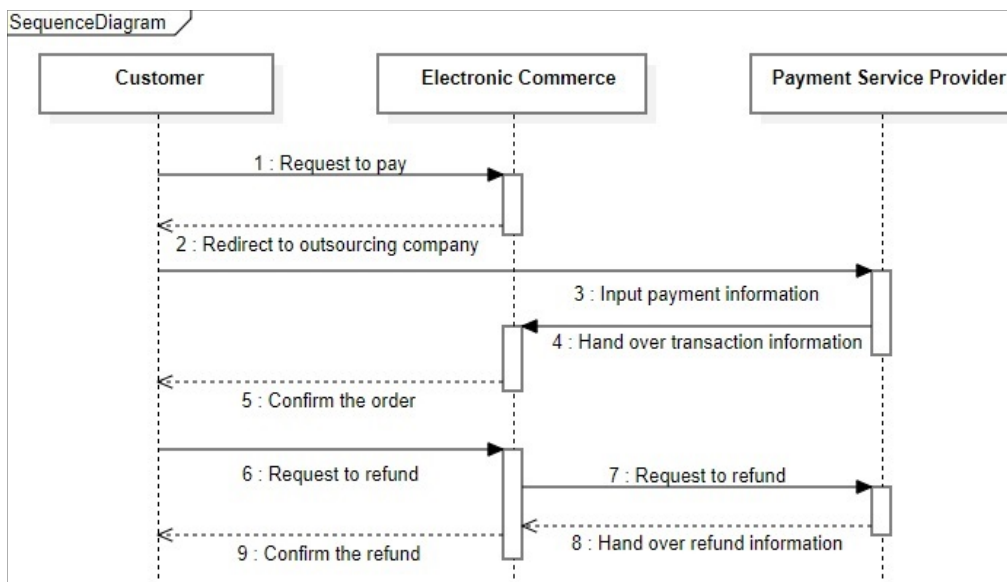 SequenceDiagram
Customer
Electronic Commerce
Payment Service Provider
1 : Request to pay
2 : Redirect to outsourcing company
3 : Input payment information
4 : Hand over transaction information
5 : Confirm the order
6 : Request to refund
7 : Request to refund
8 : Hand over refund information
9 : Confirm the refund